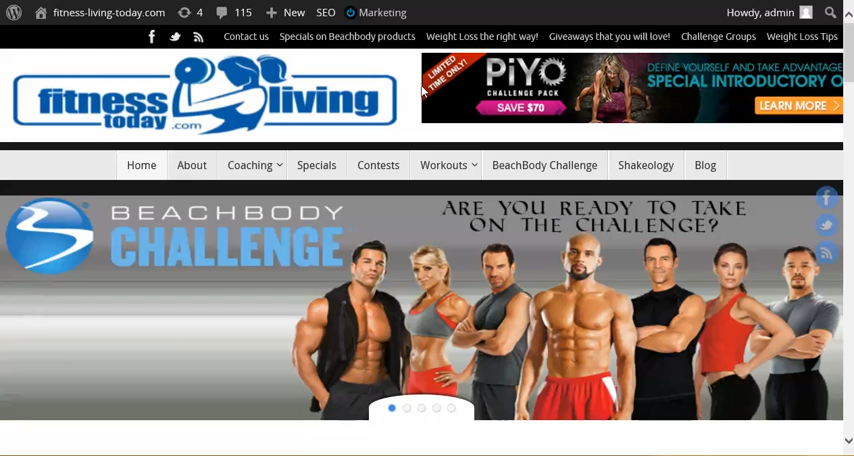 fitness-living-today.com 4 115 New SEO Marketing Howdy, admin
Contact us Specials on Beachbody products Weight Loss the right way! Giveaways that you will love! Challenge Groups Weight Loss Tips
fitness living
today.com
LIMITED
TIME ONLY!
PiYO
CHALLENGE PACK
SAVE $70
DEFINE YOURSELF AND TAKE ADVANTAGE
SPECIAL INTRODUCTORY O
LEARN MORE
Home About Coaching Specials Contests Workouts BeachBody Challenge Shakeology Blog
BEACHBODY
CHALLENGE
ARE YOU READY TO TAKE
ON THE CHALLENGE?